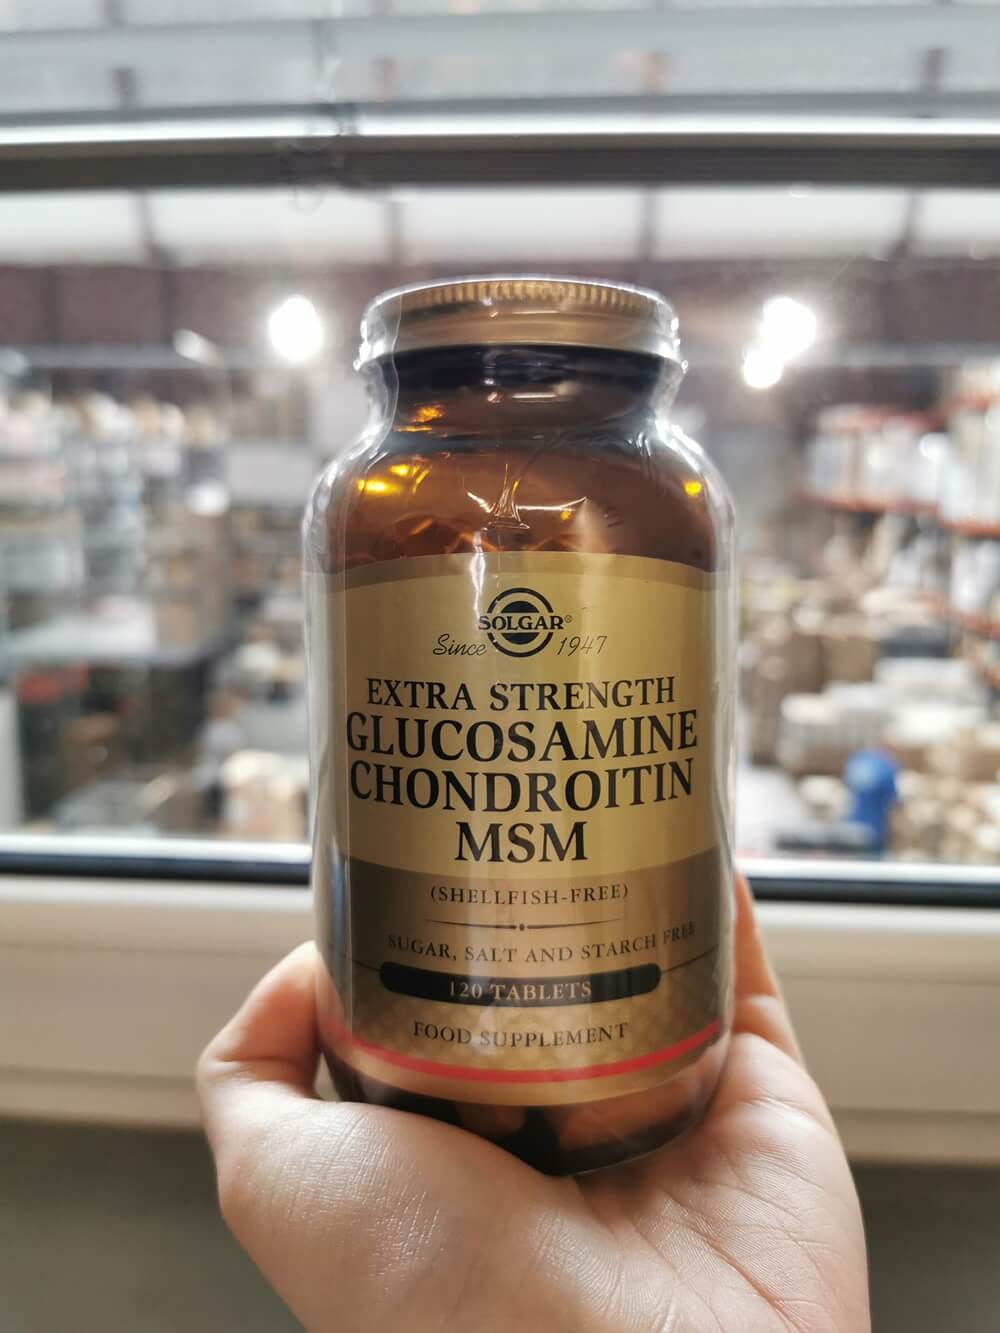 SOLGAR®
Since 1947
EXTRA STRENGTH
GLUCOSAMINE
CHONDROITIN
MSM
(SHELLFISH-FREE)
SUGAR, SALT AND STARCH FREE
120 TABLETS
FOOD SUPPLEMENT